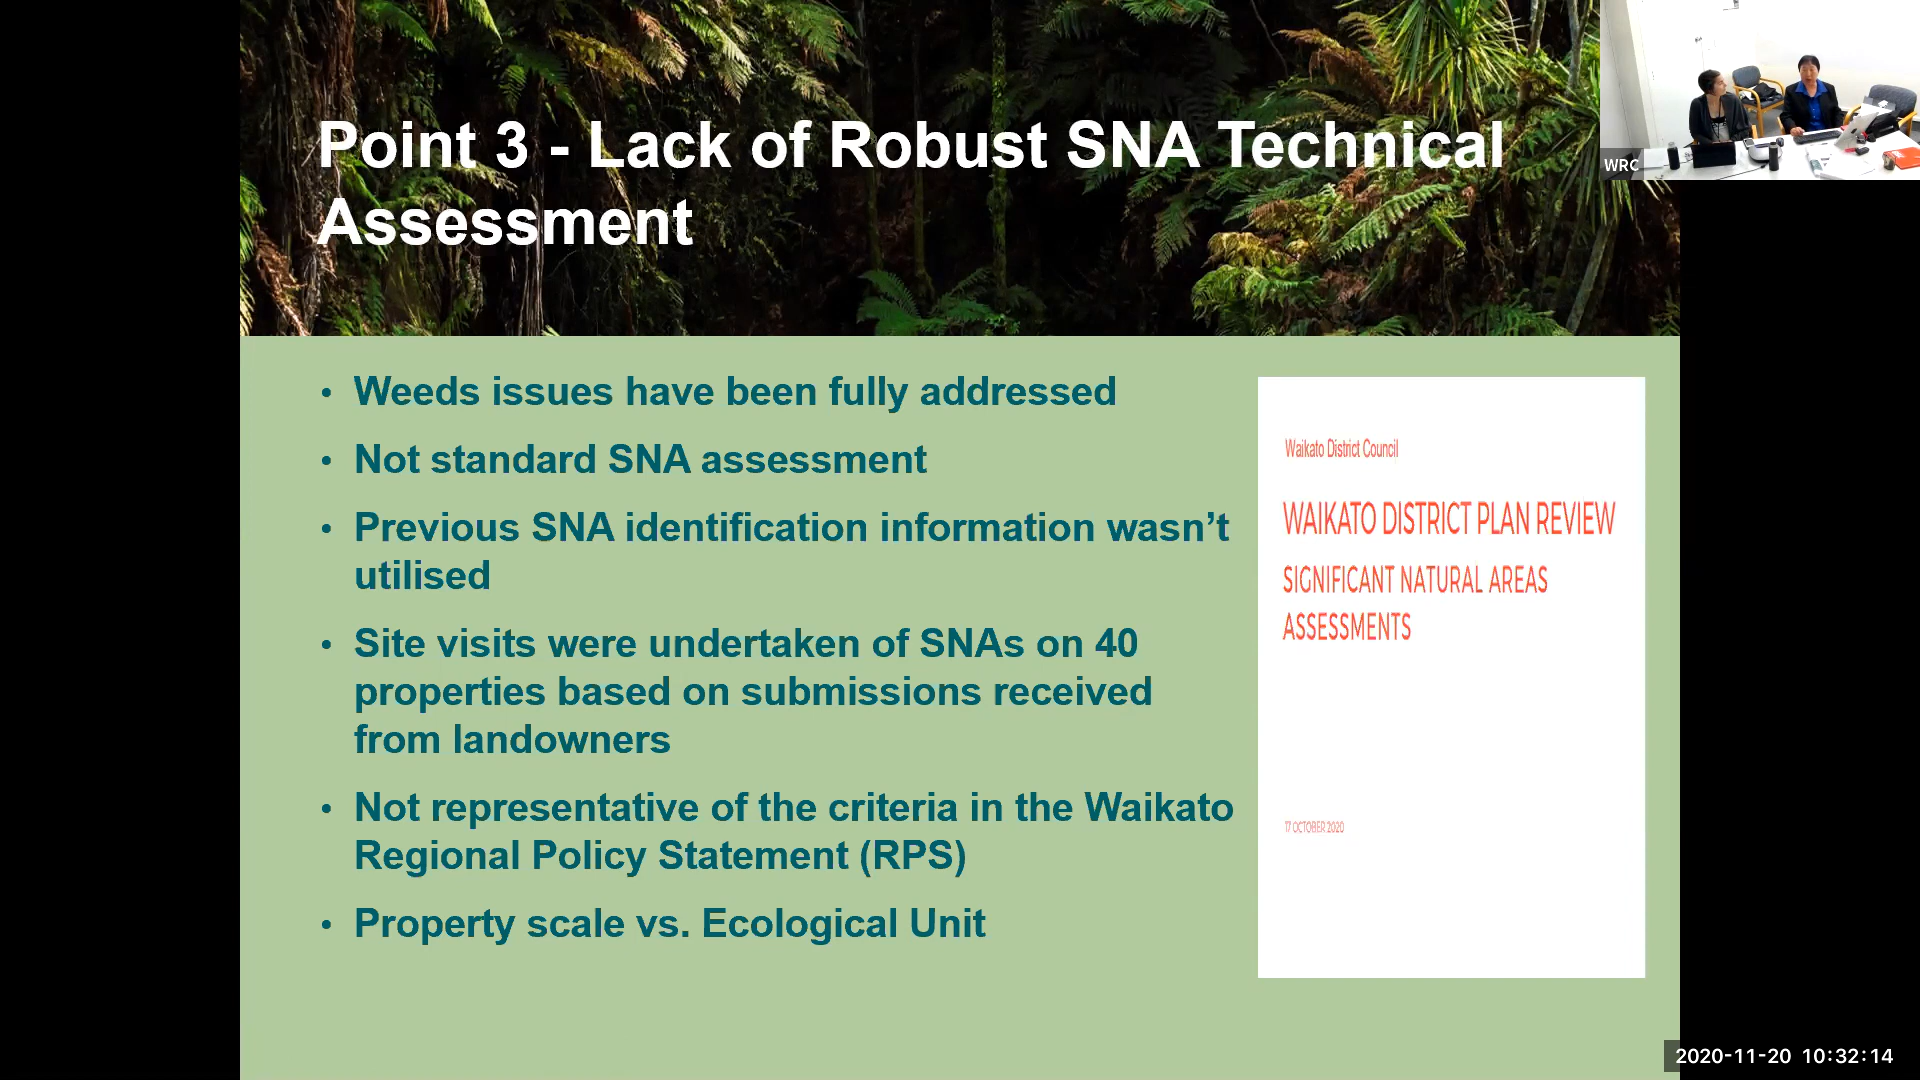 Point 3 - Lack of Robust SNA Technical
Assessment
WRC
• Weeds issues have been fully addressed
• Not standard SNA assessment
• Previous SNA identification information wasn’t
utilised
• Site visits were undertaken of SNAs on 40
properties based on submissions received
from landowners
• Not representative of the criteria in the Waikato
Regional Policy Statement (RPS)
• Property scale vs. Ecological Unit
Waikato District Council
WAIKATO DISTRICT PLAN REVIEW
SIGNIFICANT NATURAL AREAS
ASSESSMENTS
17 OCTOBER 2020
2020-11-20 10:32:14